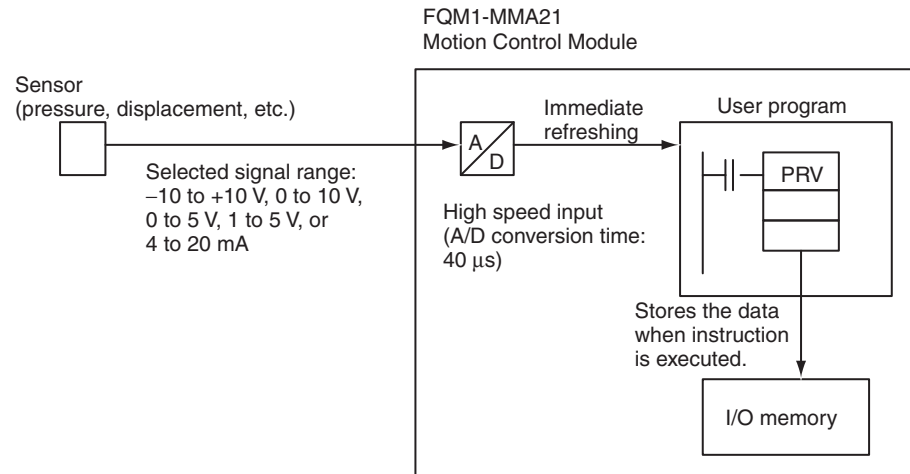 FQM1-MMA21
Motion Control Module
Sensor
(pressure, displacement, etc.)
Selected signal range:
−10 to +10 V, 0 to 10 V,
0 to 5 V, 1 to 5 V, or
4 to 20 mA
A
D
High speed input
(A/D conversion time:
40 μs)
Immediate
refreshing
User program
PRV
Stores the data
when instruction
is executed.
I/O memory